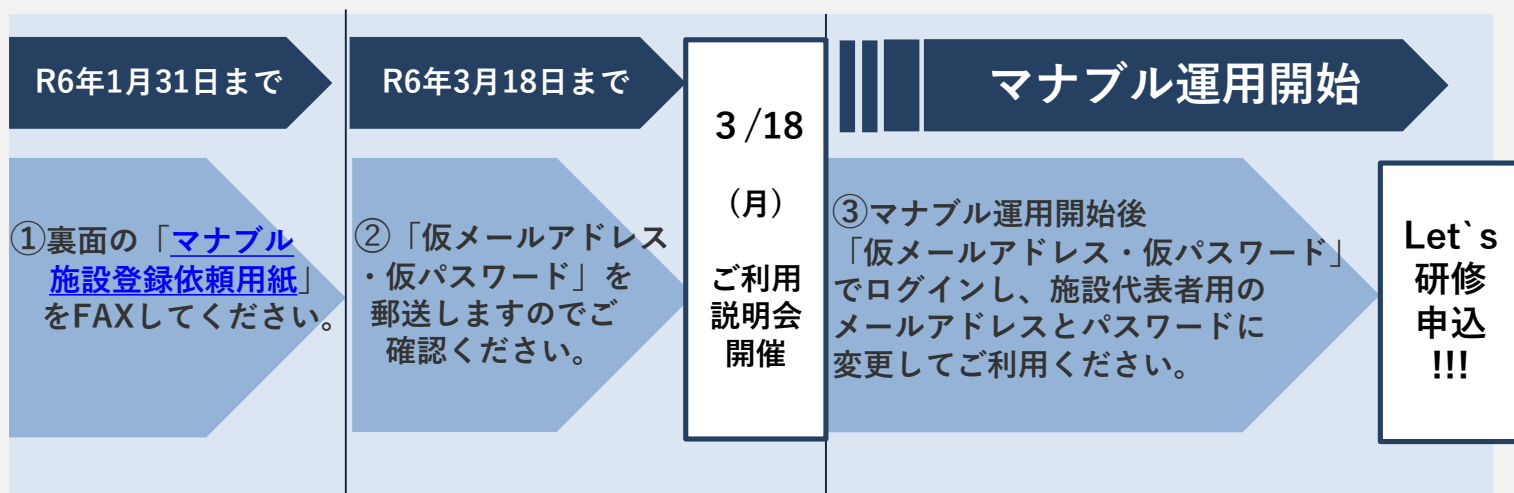 R6年1月31日まで
①裏面の「マナブル
施設登録依頼用紙」
をFAXしてください。
R6年3月18日まで
②「仮メールアドレス
・仮パスワード」を
郵送しますのでご
確認ください。
3/18
(月)
ご利用
説明会
開催
マナブル運用開始
③マナブル運用開始後
「仮メールアドレス・仮パスワード」
でログインし、施設代表者用の
メールアドレスとパスワードに
変更してご利用ください。
Let`s
研修
申込
!!!